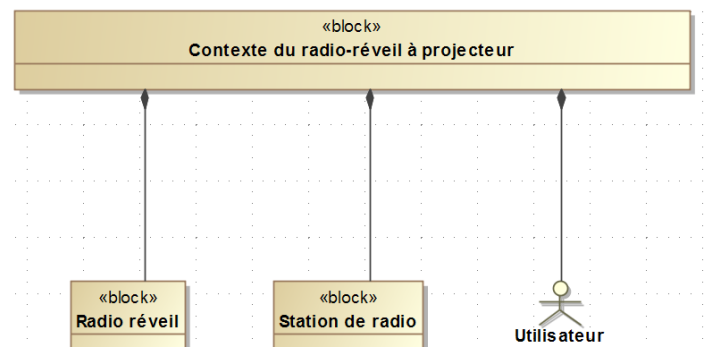 «block»
Contexte du radio-réveil à projecteur
«block»
Radio réveil
«block»
Station de radio
Utilisateur